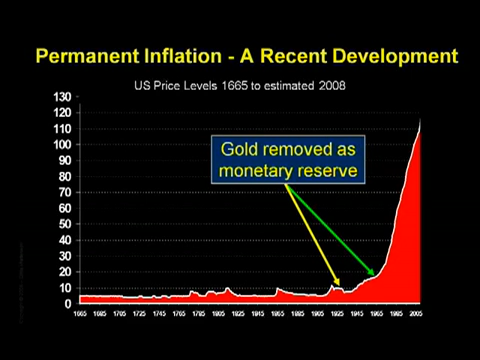 Permanent Inflation - A Recent Development
US Price Levels 1665 to estimated 2008
130
120
110
100
90
80
70
60
50
40
30
20
10
0
Gold removed as
monetary reserve
1665 1685 1705 1725 1745 1765 1785 1805 1825 1845 1865 1885 1905 1925 1945 1965 1985 2005